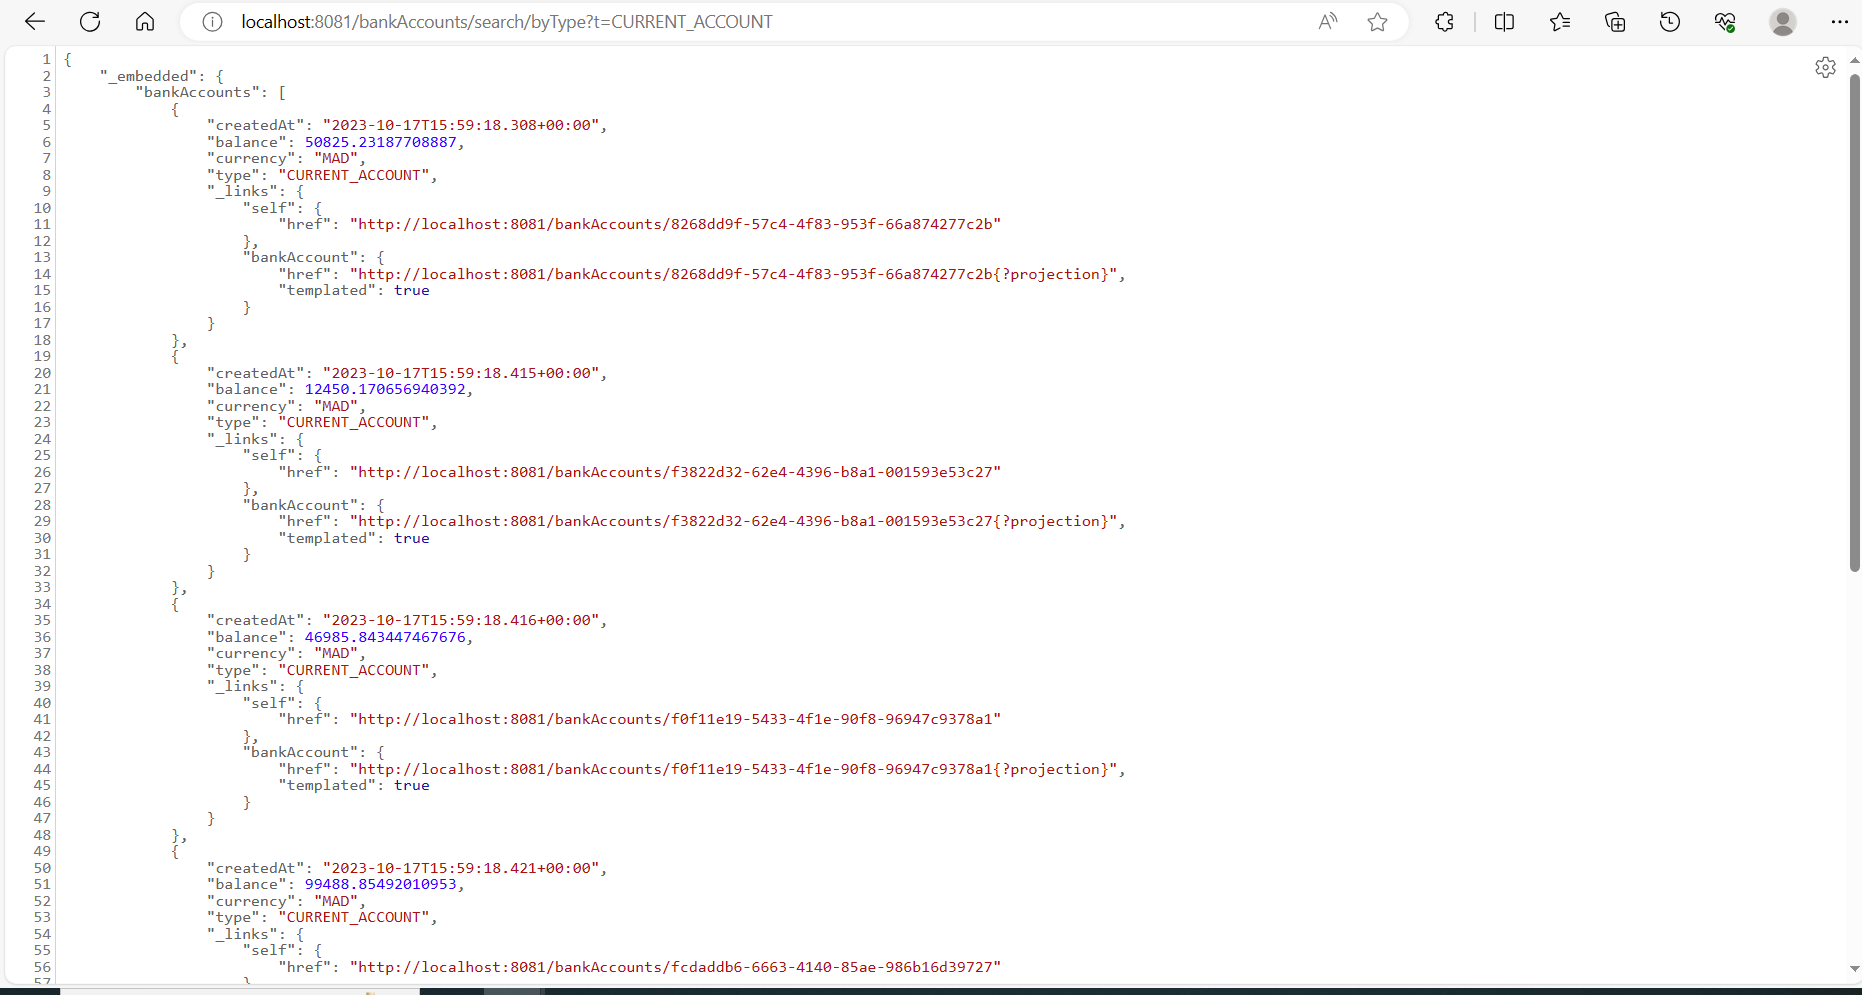 localhost:8081/bankAccounts/search/byType?t=CURRENT_ACCOUNT
1 {
2 "_embedded": {
3 "bankAccounts": [
4 {
5 "createdAt": "2023-10-17T15:59:18.308+00:00",
6 "balance": 50825.23187708887,
7 "currency": "MAD",
8 "type": "CURRENT_ACCOUNT",
9 "_links": {
10 "self": {
11 "href": "http://localhost:8081/bankAccounts/8268dd9f-57c4-4f83-953f-66a874277c2b"
12 },
13 "bankAccount": {
14 "href": "http://localhost:8081/bankAccounts/8268dd9f-57c4-4f83-953f-66a874277c2b{?projection}",
15 "templated": true
16 }
17 }
18 },
19 {
20 "createdAt": "2023-10-17T15:59:18.415+00:00",
21 "balance": 12450.170656940392,
22 "currency": "MAD",
23 "type": "CURRENT_ACCOUNT",
24 "_links": {
25 "self": {
26 "href": "http://localhost:8081/bankAccounts/f3822d32-62e4-4396-b8a1-001593e53c27"
27 },
28 "bankAccount": {
29 "href": "http://localhost:8081/bankAccounts/f3822d32-62e4-4396-b8a1-001593e53c27{?projection}",
30 "templated": true
31 }
32 }
33 },
34 {
35 "createdAt": "2023-10-17T15:59:18.416+00:00",
36 "balance": 46985.843447467676,
37 "currency": "MAD",
38 "type": "CURRENT_ACCOUNT",
39 "_links": {
40 "self": {
41 "href": "http://localhost:8081/bankAccounts/f0f11e19-5433-4f1e-90f8-96947c9378a1"
42 },
43 "bankAccount": {
44 "href": "http://localhost:8081/bankAccounts/f0f11e19-5433-4f1e-90f8-96947c9378a1{?projection}",
45 "templated": true
46 }
47 }
48 },
49 {
50 "createdAt": "2023-10-17T15:59:18.421+00:00",
51 "balance": 99488.85492010953,
52 "currency": "MAD",
53 "type": "CURRENT_ACCOUNT",
54 "_links": {
55 "self": {
56 "href": "http://localhost:8081/bankAccounts/fcdaddb6-6663-4140-85ae-986b16d39727"
57 }